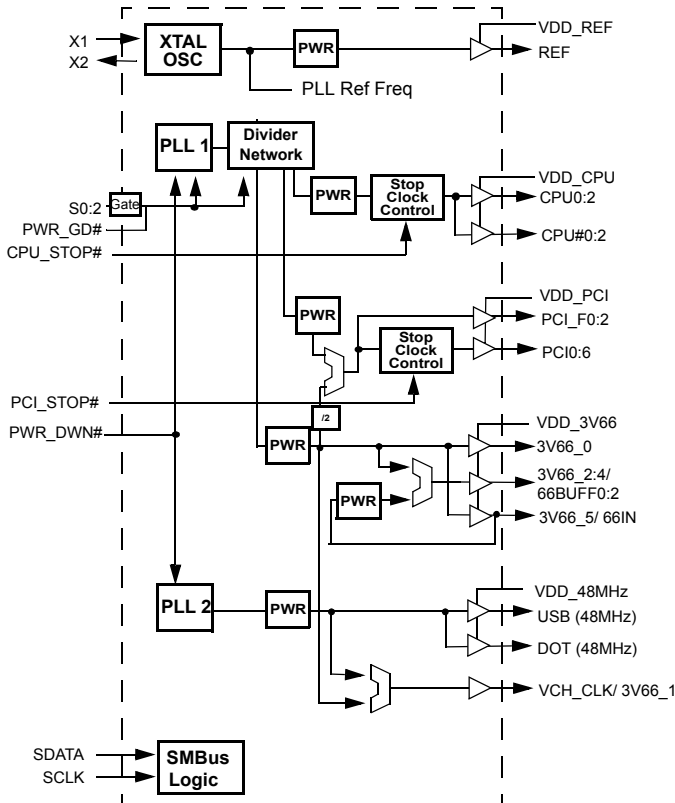 X1
X2
XTAL
OSC
PWR
VDD_REF
REF
PLL Ref Freq
PLL 1
Divider
Network
S0:2
Gate
PWR_GD#
CPU_STOP#
PWR
Stop
Clock
Control
VDD_CPU
CPU0:2
CPU#0:2
PWR
Stop
Clock
Control
VDD_PCI
PCI_F0:2
PCI0:6
PCI_STOP#
/2
PWR_DWN#
PWR
VDD_3V66
3V66_0
PWR
3V66_2:4/
66BUFF0:2
3V66_5/ 66IN
PLL 2
PWR
VDD_48MHz
USB (48MHz)
DOT (48MHz)
VCH_CLK/ 3V66_1
SDATA
SCLK
SMBus
Logic